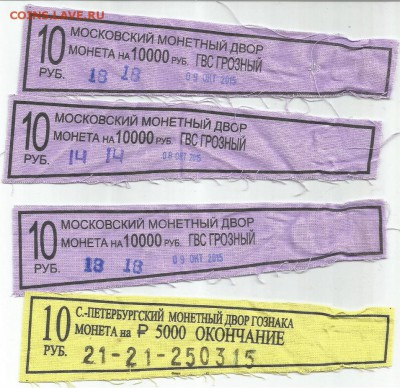 COINS.LAVE.RU
10 РУБ.
МОСКОВСКИЙ МОНЕТНЫЙ ДВОР
МОНЕТА НА 10000 РУБ. ГВС ГРОЗНЫЙ
18 18 09 ОКТ 2015
10 РУБ.
МОСКОВСКИЙ МОНЕТНЫЙ ДВОР
МОНЕТА НА 10000 РУБ. ГВС ГРОЗНЫЙ
14 14 08 ОКТ 2015
10 РУБ.
МОСКОВСКИЙ МОНЕТНЫЙ ДВОР
МОНЕТА НА 10000 РУБ. ГВС ГРОЗНЫЙ
18 18 09 ОКТ 2015
10 РУБ.
С.-ПЕТЕРБУРГСКИЙ МОНЕТНЫЙ ДВОР ГОЗНАКА
МОНЕТА на ₽ 5000 ОКОНЧАНИЕ
21-21-250315